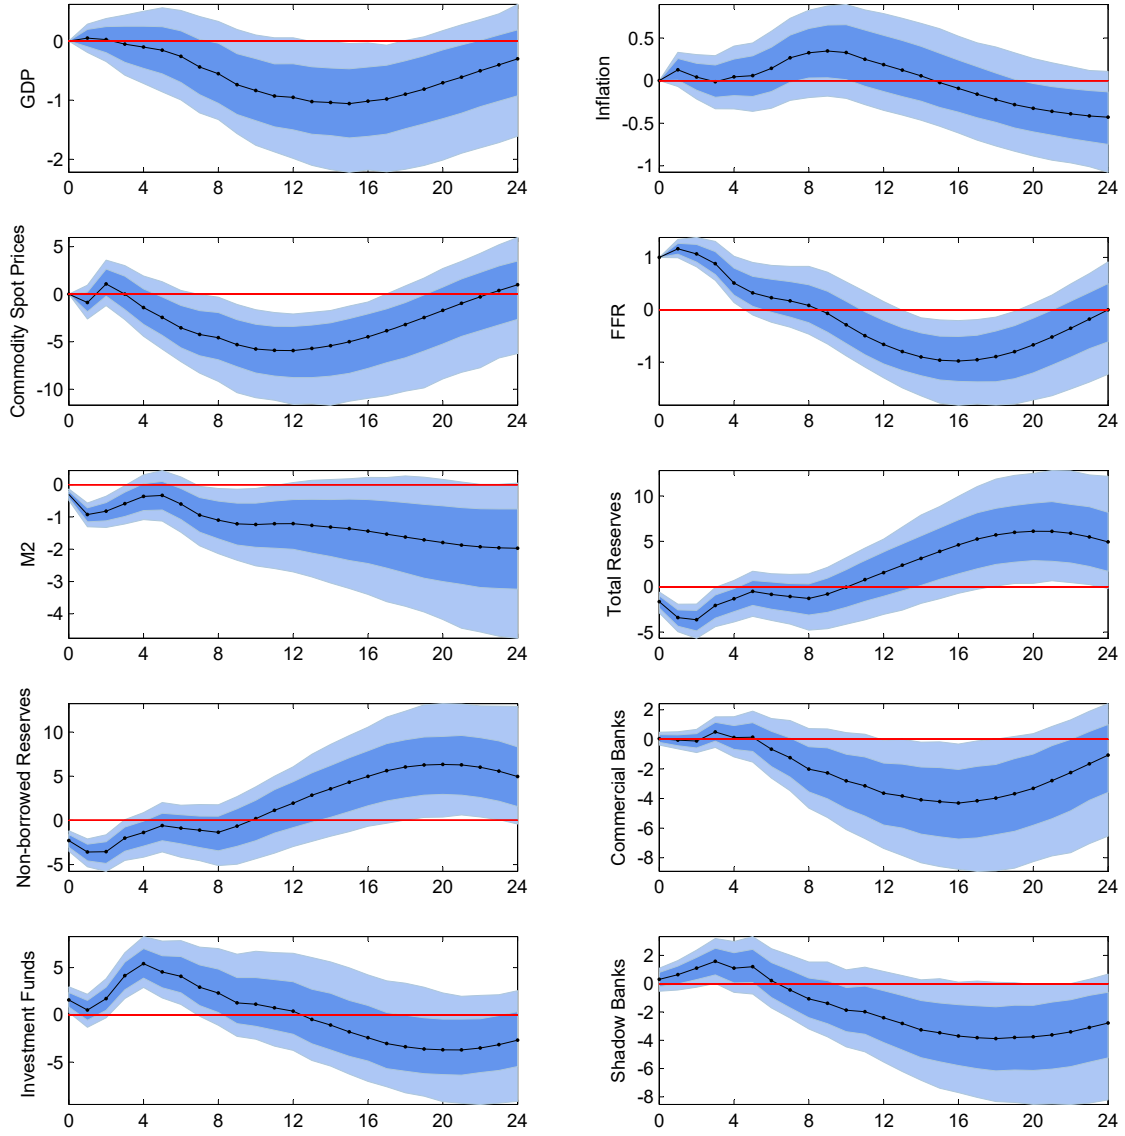 GDP
0
-1
-2
0 4 8 12 16 20 24
Inflation
0.5
0
-0.5
-1
0 4 8 12 16 20 24
Commodity Spot Prices
5
0
-5
-10
0 4 8 12 16 20 24
FFR
1
0
-1
0 4 8 12 16 20 24
M2
0
-1
-2
-3
-4
0 4 8 12 16 20 24
Total Reserves
10
5
0
-5
0 4 8 12 16 20 24
Non-borrowed Reserves
10
5
0
-5
0 4 8 12 16 20 24
Commercial Banks
2
0
-2
-4
-6
-8
0 4 8 12 16 20 24
Investment Funds
5
0
-5
0 4 8 12 16 20 24
Shadow Banks
2
0
-2
-4
-6
-8
0 4 8 12 16 20 24